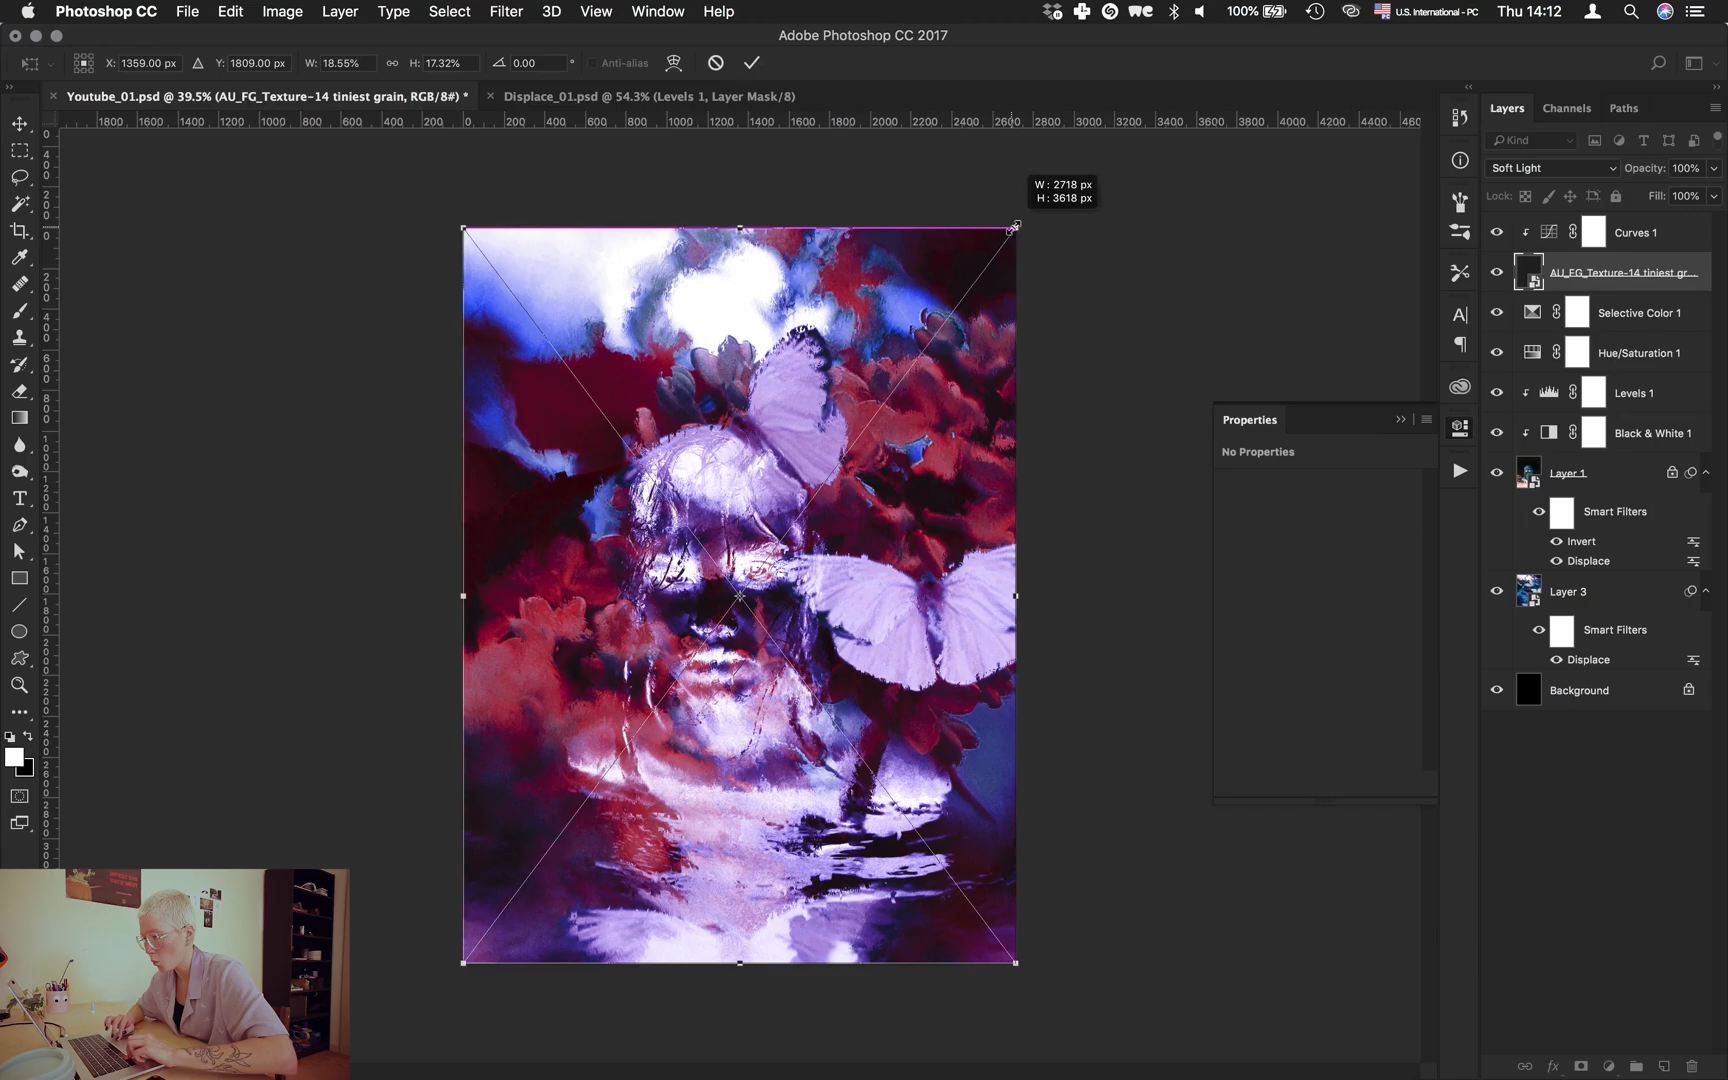 Photoshop CC File Edit Image Layer Type Select Filter 3D View Window Help 100% U.S. International - PC Thu 14:12
Adobe Photoshop CC 2017
X: 1359.00 px Y: 1809.00 px W: 18.55% H: 17.32% 0.00 ° Anti-alias
Youtube_01.psd @ 39.5% (AU_FG_Texture-14 tiniest grain, RGB/8#) * Displace_01.psd @ 54.3% (Levels 1, Layer Mask/8)
1800 1600 1400 1200 1000 800 600 400 200 0 200 400 600 800 1000 1200 1400 1600 1800 2000 2200 2400 2600 2800 3000 3200 3400 3600 3800 4000 4200 4400 460
W : 2718 px
H : 3618 px
Layers Channels Paths
Kind
Soft Light Opacity: 100%
Lock: Fill: 100%
Curves 1
AU_FG_Texture-14 tiniest gr...
Selective Color 1
Hue/Saturation 1
Levels 1
Black & White 1
Layer 1
Smart Filters
Invert
Displace
Layer 3
Smart Filters
Displace
Background
Properties
No Properties
fx